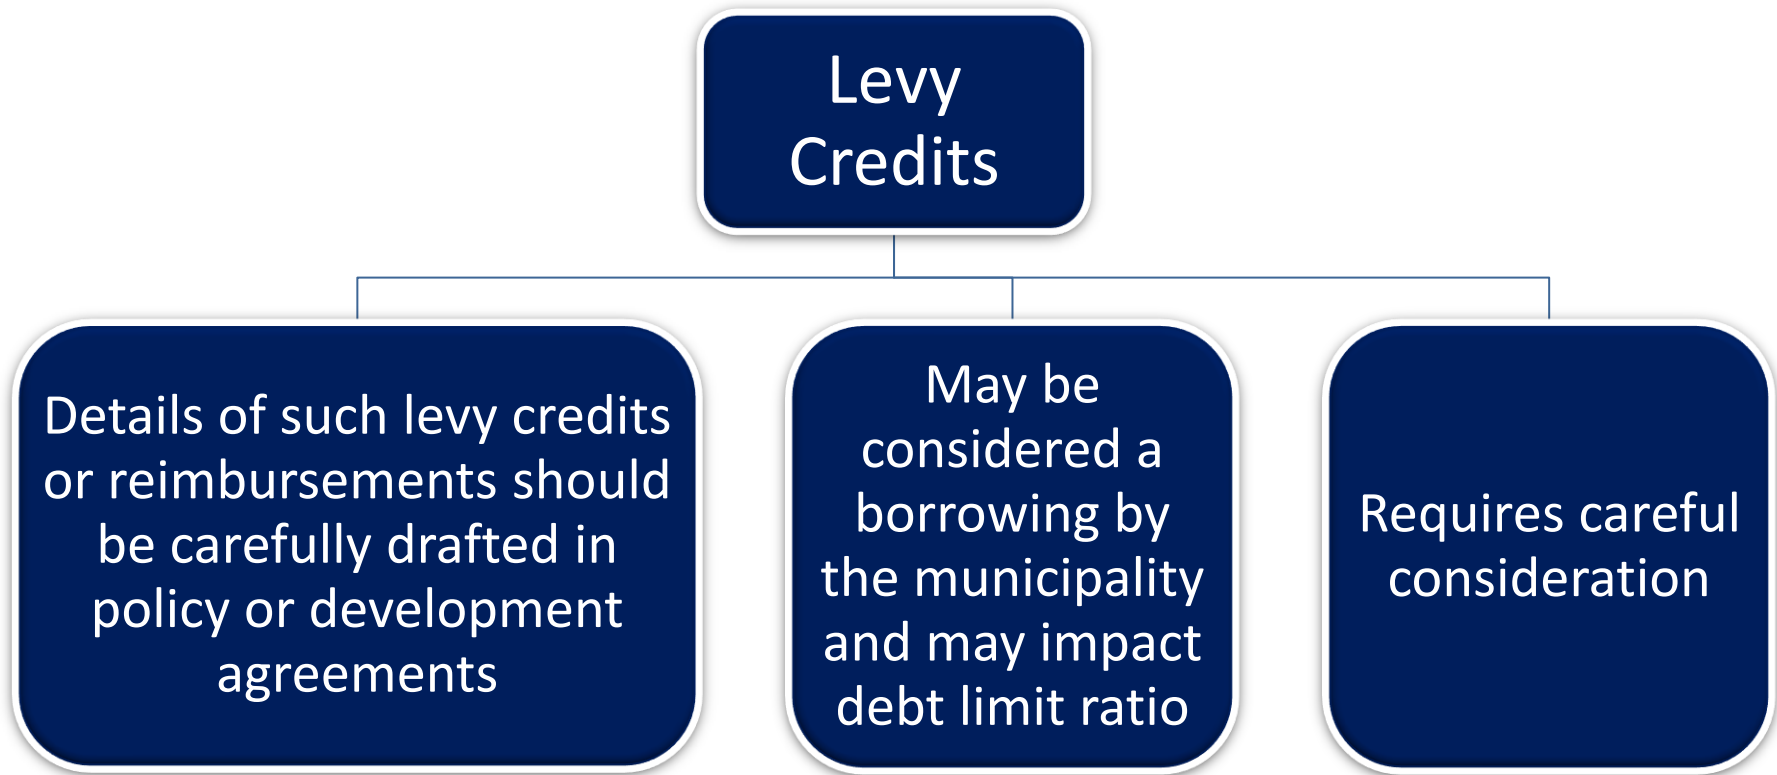 Levy
Credits
Details of such levy credits
or reimbursements should
be carefully drafted in
policy or development
agreements
May be
considered a
borrowing by
the municipality
and may impact
debt limit ratio
Requires careful
consideration